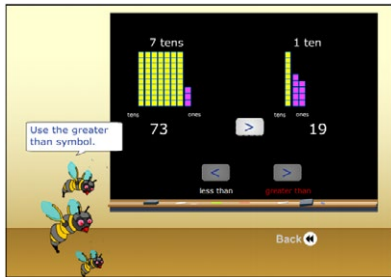 7 tens 1 ten
tens ones tens ones
73 > 19
Use the greater
than symbol.
< >
less than greater than
Back